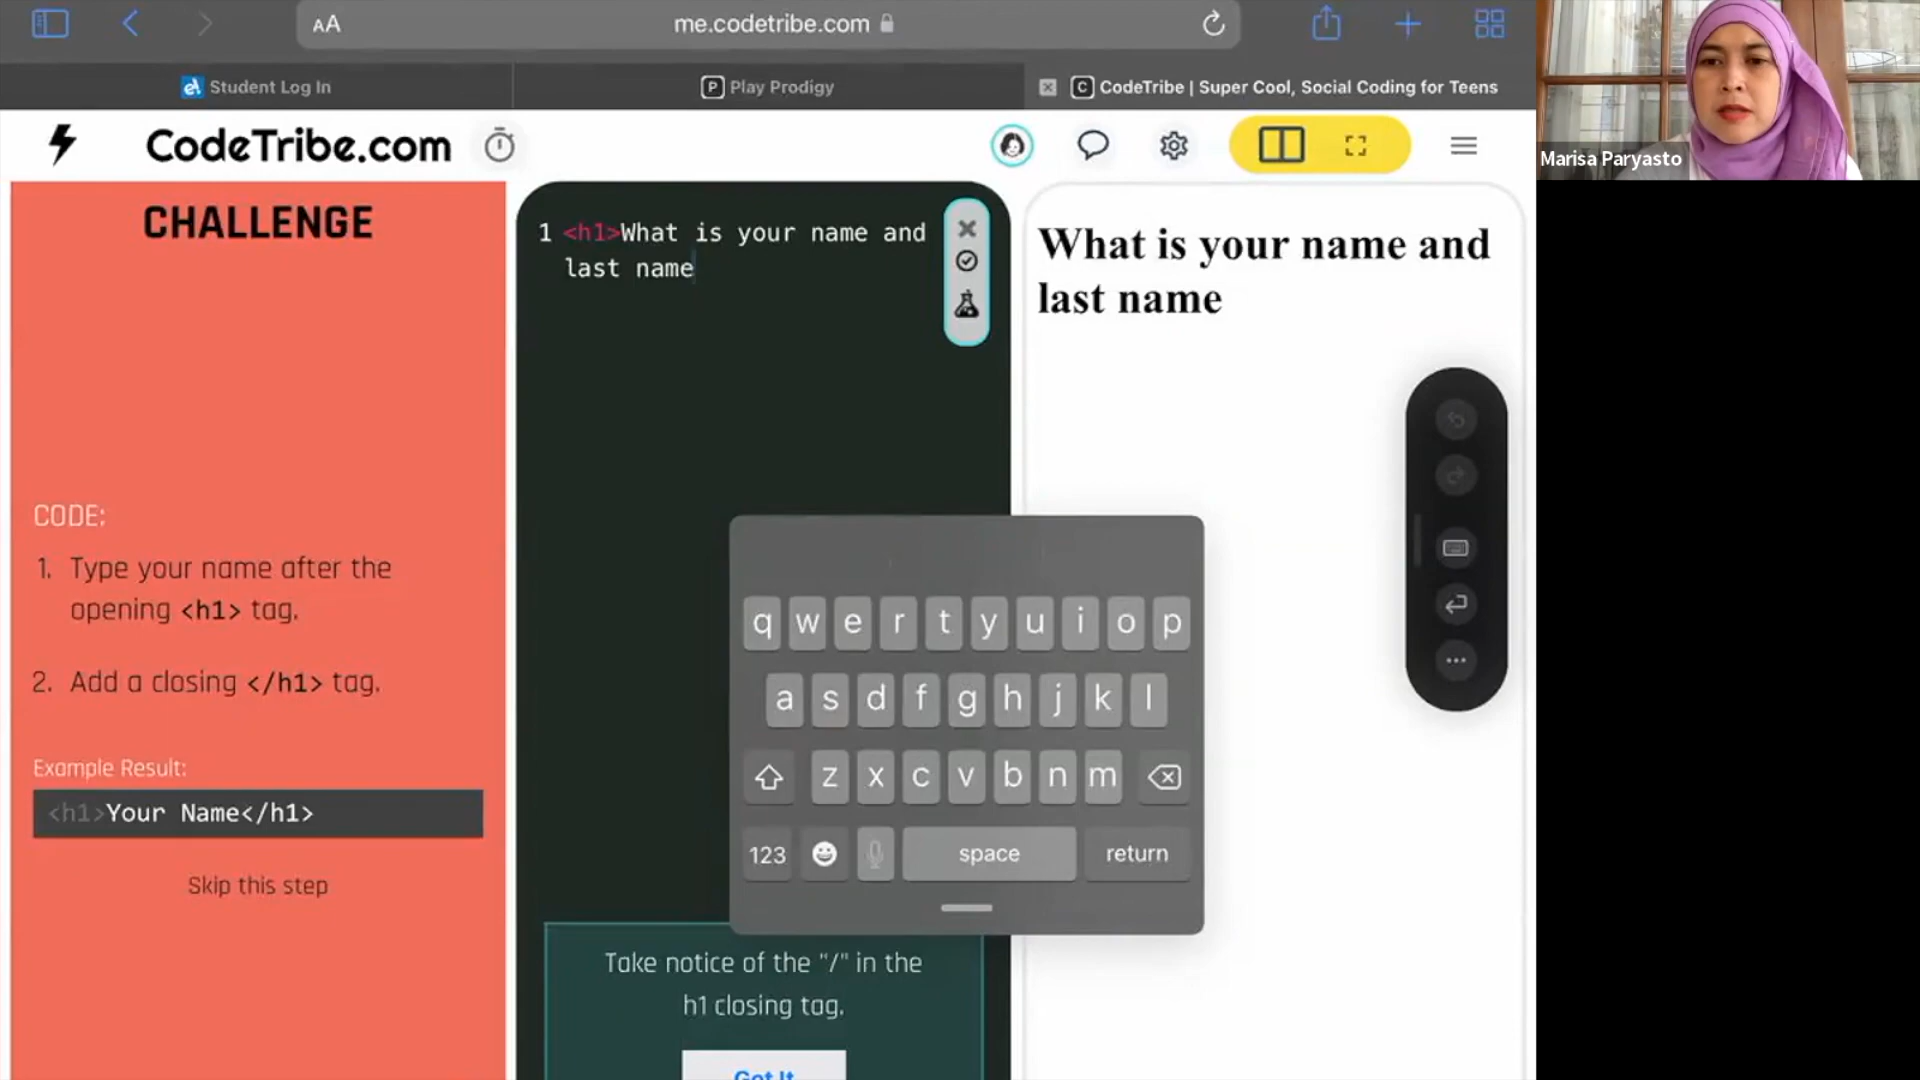 AA
me.codetribe.com
Student Log In
P Play Prodigy
C CodeTribe | Super Cool, Social Coding for Teens
Marisa Paryasto
CodeTribe.com
CHALLENGE
CODE:
1. Type your name after the
opening <h1> tag.
2. Add a closing </h1> tag.
Example Result:
<h1>Your Name</h1>
Skip this step
1 <h1>What is your name and
last name
What is your name and
last name
q w e r t y u i o p
a s d f g h j k l
z x c v b n m
123 space return
Take notice of the "/" in the
h1 closing tag.
Got It